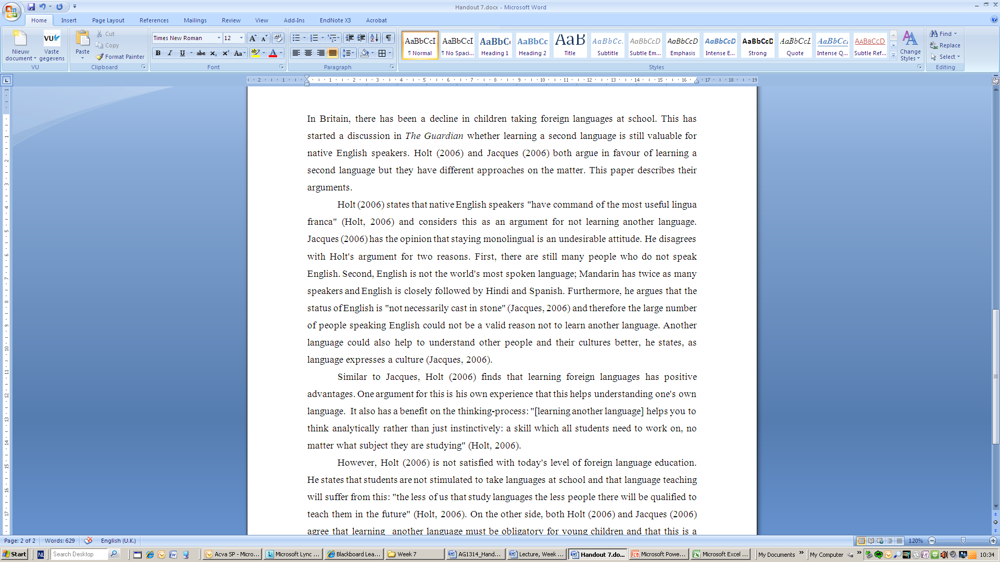 Handout 7.docx - Microsoft Word
Home Insert Page Layout References Mailings Review View Add-Ins EndNote X3 Acrobat
Nieuw document
VU
Vaste gegevens
VU
Paste
Cut
Copy
Format Painter
Clipboard
Times New Roman 12
Font
Paragraph
AaBbCcI AaBbCcI AaBbC AaBbCc AaB AaBbCc. AaBbCcD AaBbCcD AaBbCcD AaBbCcD AaBbCcI AaBbCc AaBbCcD
¶ Normal ¶ No Spaci... Heading 1 Heading 2 Title Subtitle Subtle Em... Emphasis Intense E... Strong Quote Intense Q... Subtle Ref...
Change Styles
Styles
Find
Replace
Select
Editing
In Britain, there has been a decline in children taking foreign languages at school. This has
started a discussion in The Guardian whether learning a second language is still valuable for
native English speakers. Holt (2006) and Jacques (2006) both argue in favour of learning a
second language but they have different approaches on the matter. This paper describes their
arguments.
Holt (2006) states that native English speakers "have command of the most useful lingua
franca" (Holt, 2006) and considers this as an argument for not learning another language.
Jacques (2006) has the opinion that staying monolingual is an undesirable attitude. He disagrees
with Holt's argument for two reasons. First, there are still many people who do not speak
English. Second, English is not the world's most spoken language; Mandarin has twice as many
speakers and English is closely followed by Hindi and Spanish. Furthermore, he argues that the
status of English is "not necessarily cast in stone" (Jacques, 2006) and therefore the large number
of people speaking English could not be a valid reason not to learn another language. Another
language could also help to understand other people and their cultures better, he states, as
language expresses a culture (Jacques, 2006).
Similar to Jacques, Holt (2006) finds that learning foreign languages has positive
advantages. One argument for this is his own experience that this helps understanding one's own
language.  It also has a benefit on the thinking-process: "[learning another language] helps you to
think analytically rather than just instinctively: a skill which all students need to work on, no
matter what subject they are studying" (Holt, 2006).
However, Holt (2006) is not satisfied with today's level of foreign language education.
He states that students are not stimulated to take languages at school and that language teaching
will suffer from this: "the less of us that study languages the less people there will be qualified to
teach them in the future" (Holt, 2006). On the other side, both Holt (2006) and Jacques (2006)
agree that learning  another language must be obligatory for young children and that this is a
Page: 2 of 2 Words: 629 English (U.K.) 120%
Start NL Search Desktop Acva SP - Micro... Microsoft Lync ... Blackboard Lea... Week 7 AG1314_Hand... Lecture, Week ... Handout 7.do... Microsoft Powe... Microsoft Excel ... My Documents My Computer 10:34